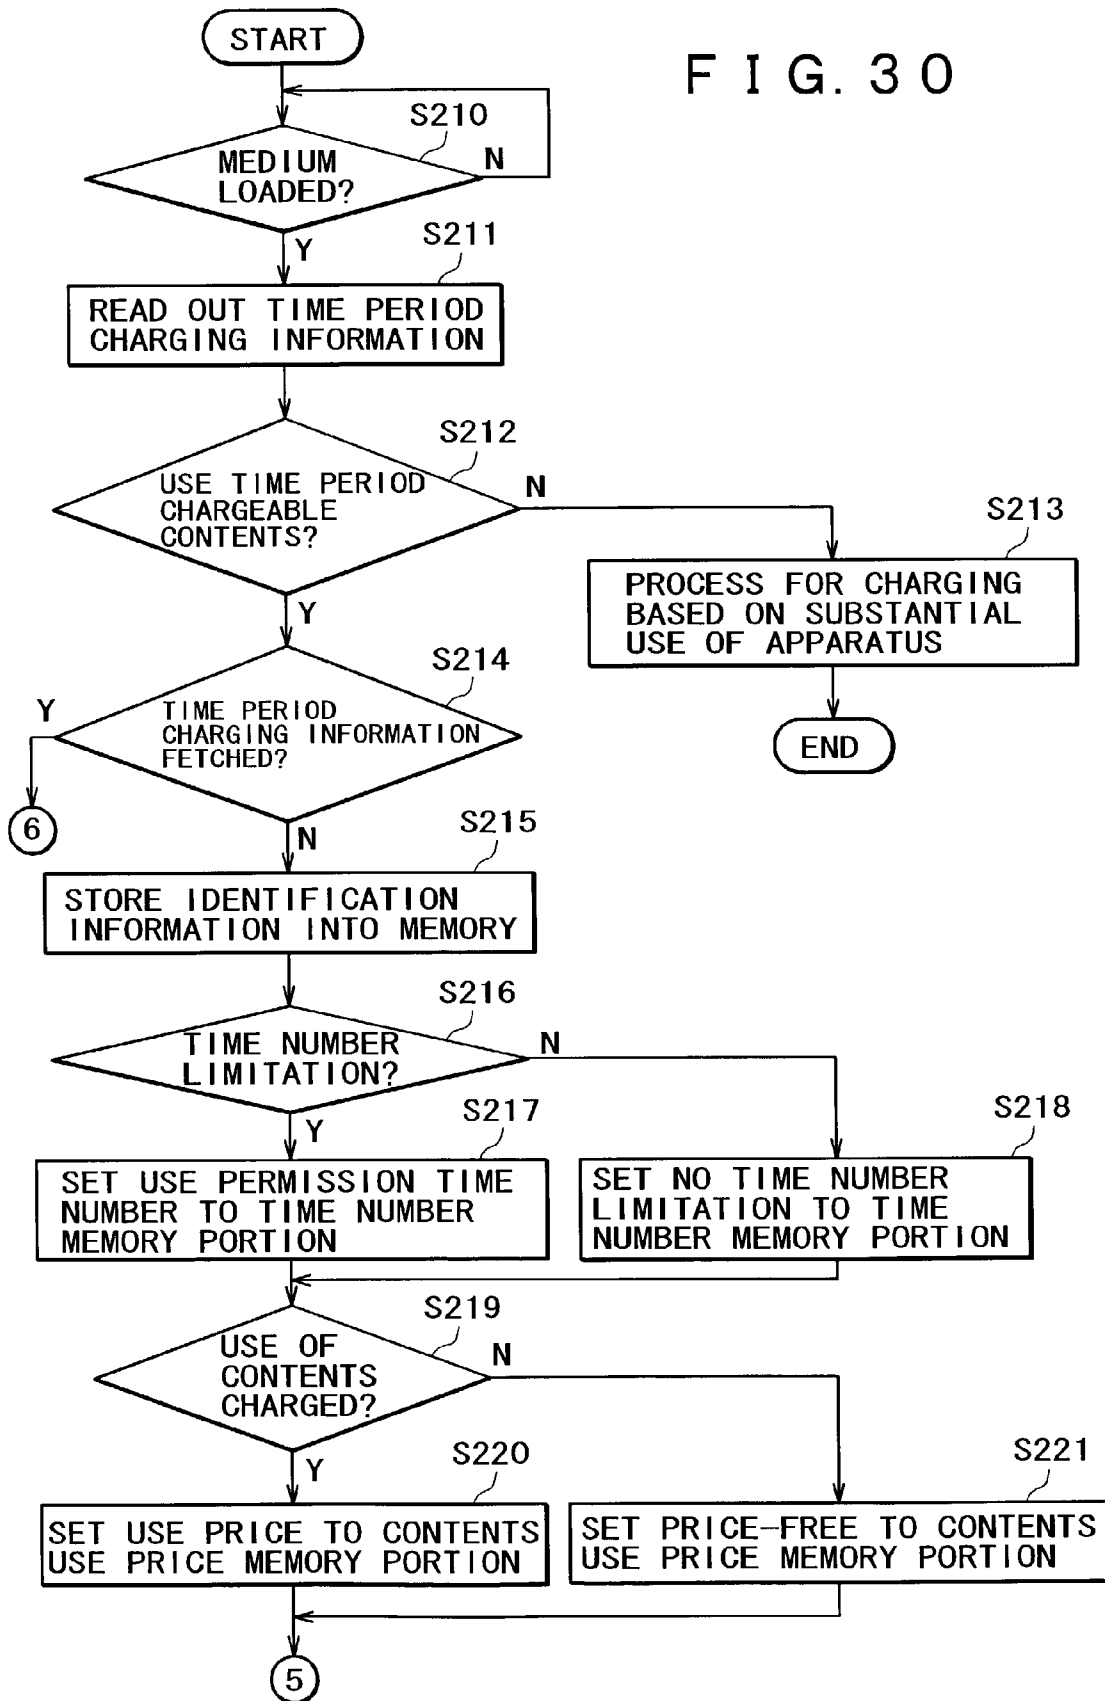 START
FIG. 30
S210
MEDIUM
LOADED?
N
Y
S211
READ OUT TIME PERIOD
CHARGING INFORMATION
S212
USE TIME PERIOD
CHARGEABLE
CONTENTS?
N
Y
S213
PROCESS FOR CHARGING
BASED ON SUBSTANTIAL
USE OF APPARATUS
END
S214
TIME PERIOD
CHARGING INFORMATION
FETCHED?
Y
6
N
S215
STORE IDENTIFICATION
INFORMATION INTO MEMORY
S216
TIME NUMBER
LIMITATION?
N
Y
S217
SET USE PERMISSION TIME
NUMBER TO TIME NUMBER
MEMORY PORTION
S218
SET NO TIME NUMBER
LIMITATION TO TIME
NUMBER MEMORY PORTION
S219
USE OF
CONTENTS
CHARGED?
N
Y
S220
SET USE PRICE TO CONTENTS
USE PRICE MEMORY PORTION
S221
SET PRICE-FREE TO CONTENTS
USE PRICE MEMORY PORTION
5